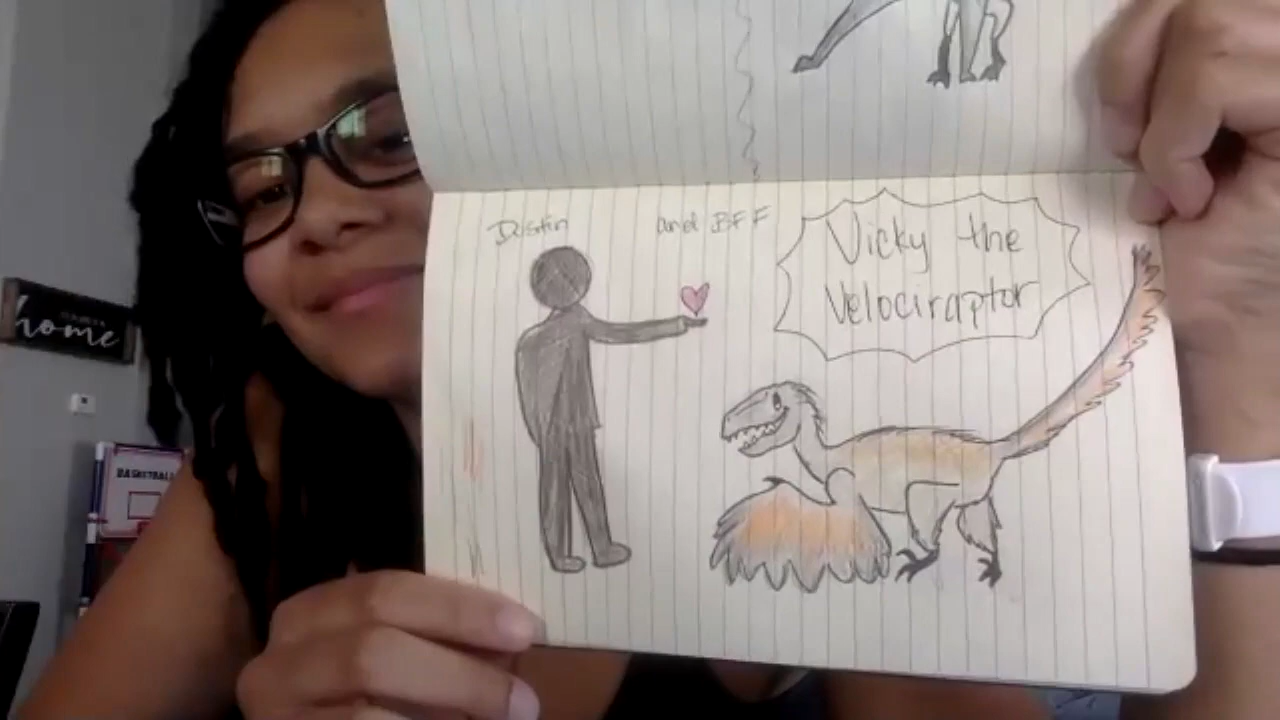 Dustin and BFF
Vicky the
Velociraptor
home
BASKETBALL